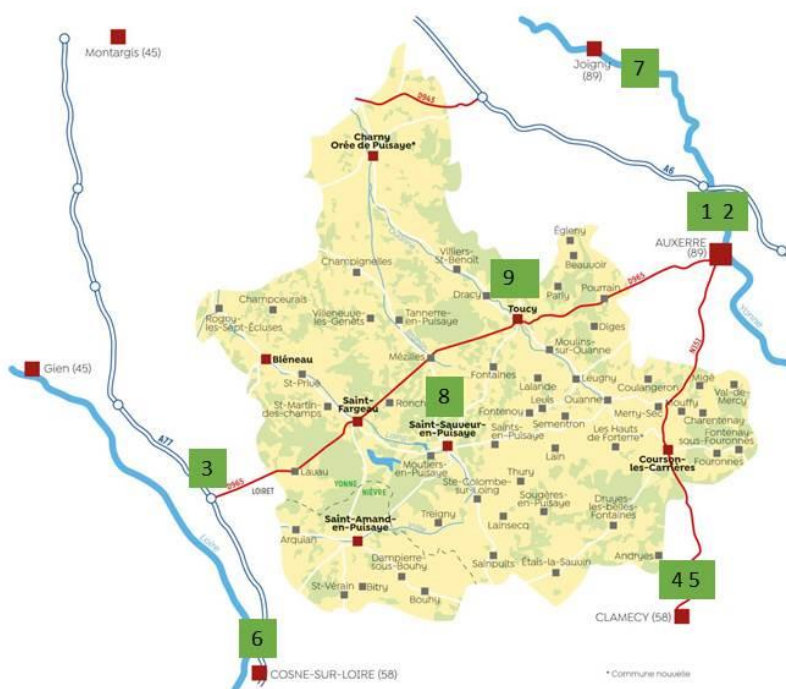 Montargis (45)
Joigny
(89)
7
D943
Charny
Orée de Puisaye*
A6
1 2
AUXERRE
(89)
Yonne
Égleny
Beauvoir
Villiers-
St-Benoît
Champignelles
9
Dracy
Parly
Pourrain
D965
Toucy
Champcevrais
Rogny-
les-Sept-Écluses
Villeneuve-
les-Genêts
Tannerre-
en-Puisaye
Diges
N151
Moulins-
sur-Ouanne
Bléneau
Mézilles
Gien (45)
St-Privé
Fontaines
Leugny
Lalande
Coulangeron
Migé
Val-de-
Mercy
St-Martin-
des-champs
Saint-
Fargeau
Ronch
8
Fontenoy
Levis
Ouanne
Merry-Sec
Mouffy
Charentenay
Saint-Sauveur-
en-Puisaye
Saints-
en-Puisaye
Sementron
Les Hauts
de Forterre*
Fontenay-
sous-Fouronnes
A77
3
D965
Lavau
LOIRET
YONNE
NIÈVRE
Moutiers-
en-Puisaye
Lain
Courson-
les-Carrières
Fouronnes
Ste-Colombe-
sur-Loing
Thury
Sougères-
en-Puisaye
Druyes-
les-belles-
Fontaines
Loire
Saint-Amand-
en-Puisaye
Treigny
Lainsecq
Arquian
Dampierre-
sous-Bouhy
Sainpuits
Étais-la-Sauvin
Andryes
St-Vérain
Bitry
Bouhy
4 5
CLAMECY (58)
6
COSNE-SUR-LOIRE (58)
* Commune nouvelle